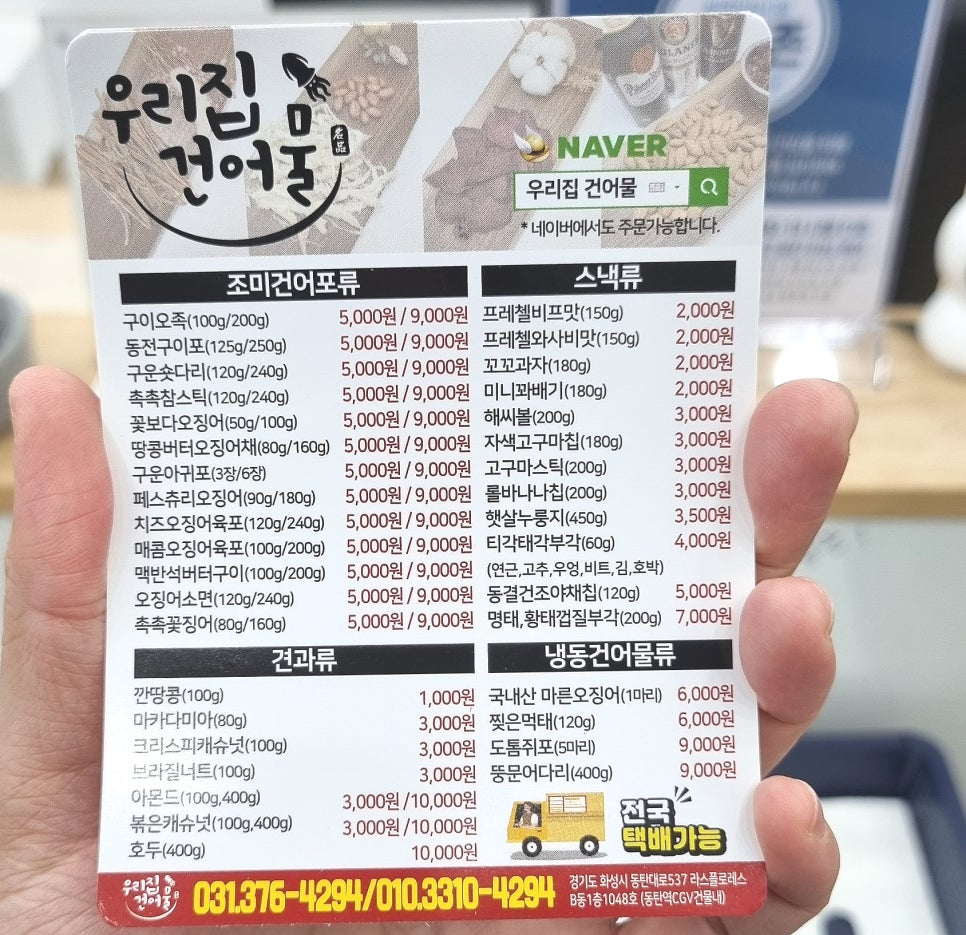 우리집
건어물
名品
NAVER
우리집 건어물
* 네이버에서도 주문가능합니다.
조미건어포류
구이오족(100g/200g) 5,000원 / 9,000원
동전구이포(125g/250g) 5,000원 / 9,000원
구운숏다리(120g/240g) 5,000원 / 9,000원
촉촉참스틱(120g/240g) 5,000원 / 9,000원
꽃보다오징어(50g/100g) 5,000원 / 9,000원
땅콩버터오징어채(80g/160g) 5,000원 / 9,000원
구운아귀포(3장/6장) 5,000원 / 9,000원
페스츄리오징어(90g/180g) 5,000원 / 9,000원
치즈오징어육포(120g/240g) 5,000원 / 9,000원
매콤오징어육포(100g/200g) 5,000원 / 9,000원
맥반석버터구이(100g/200g) 5,000원 / 9,000원
오징어소면(120g/240g) 5,000원 / 9,000원
촉촉꽃징어(80g/160g) 5,000원 / 9,000원
스낵류
프레첼비프맛(150g) 2,000원
프레첼와사비맛(150g) 2,000원
꼬꼬과자(180g) 2,000원
미니꽈배기(180g) 2,000원
해씨볼(200g) 3,000원
자색고구마칩(180g) 3,000원
고구마스틱(200g) 3,000원
롤바나나칩(200g) 3,000원
햇살누룽지(450g) 3,500원
티각태각부각(60g) 4,000원
(연근,고추,우엉,비트,김,호박)
동결건조야채칩(120g) 5,000원
명태,황태껍질부각(200g) 7,000원
견과류
깐땅콩(100g) 1,000원
마카다미아(80g) 3,000원
크리스피캐슈넛(100g) 3,000원
브라질너트(100g) 3,000원
아몬드(100g,400g) 3,000원 /10,000원
볶은캐슈넛(100g,400g) 3,000원 /10,000원
호두(400g) 10,000원
냉동건어물류
국내산 마른오징어(1마리) 6,000원
찢은먹태(120g) 6,000원
도톰쥐포(5마리) 9,000원
뚱문어다리(400g) 9,000원
전국
택배가능
우리집
건어물
031.376-4294/010.3310-4294
경기도 화성시 동탄대로537 라스플로레스
B동1층1048호 (동탄역CGV건물내)